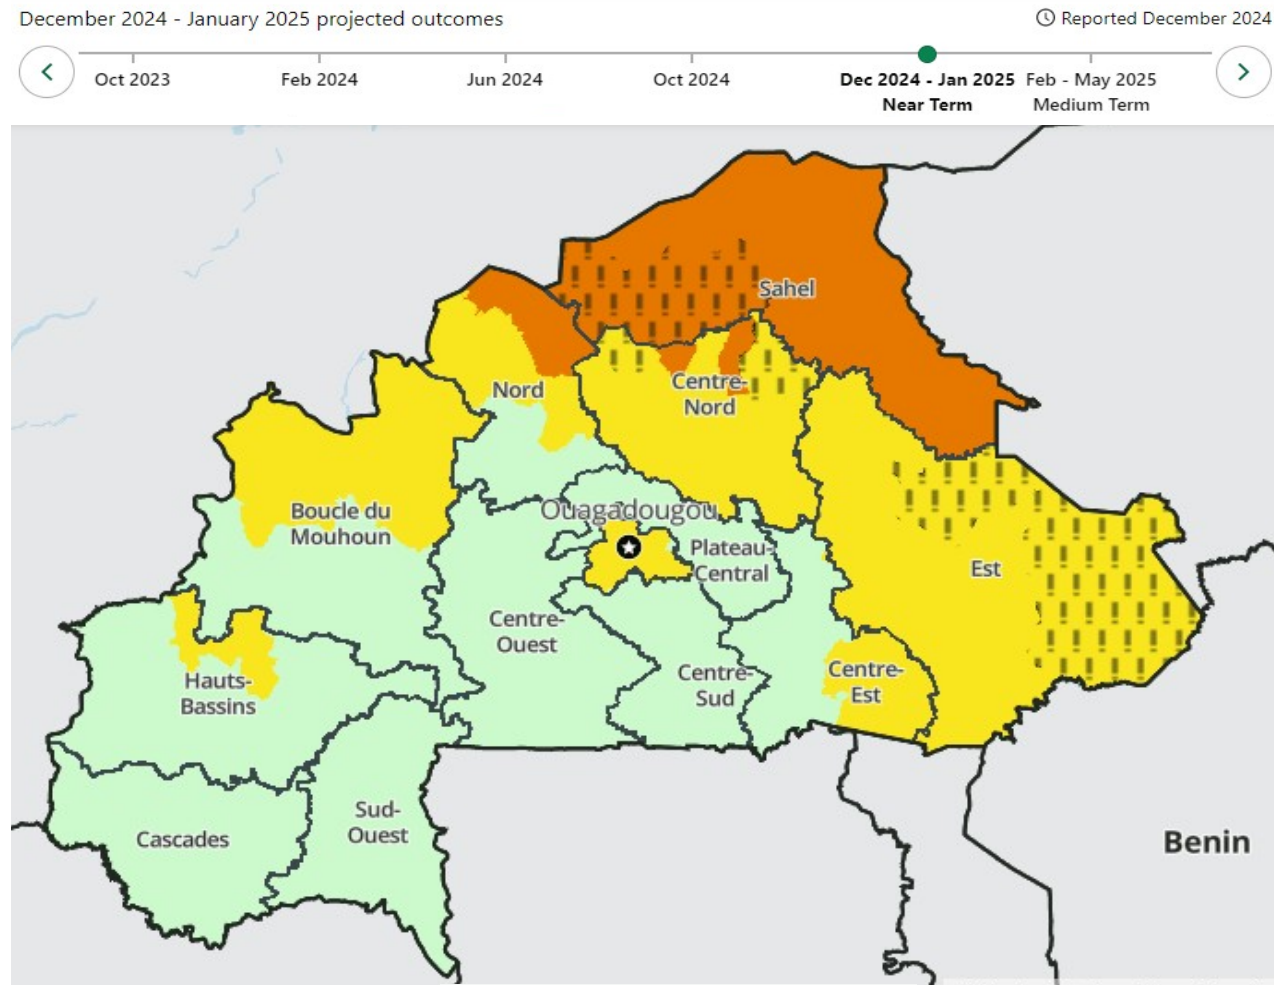 December 2024 - January 2025 projected outcomes
Reported December 2024
Oct 2023
Feb 2024
Jun 2024
Oct 2024
Dec 2024 - Jan 2025
Near Term
Feb - May 2025
Medium Term
Sahel
Nord
Centre-
Nord
Boucle du
Mouhoun
Ouagadougou
Plateau-
Central
Est
Centre-
Ouest
Hauts-
Bassins
Centre-
Sud
Centre-
Est
Cascades
Sud-
Ouest
Benin